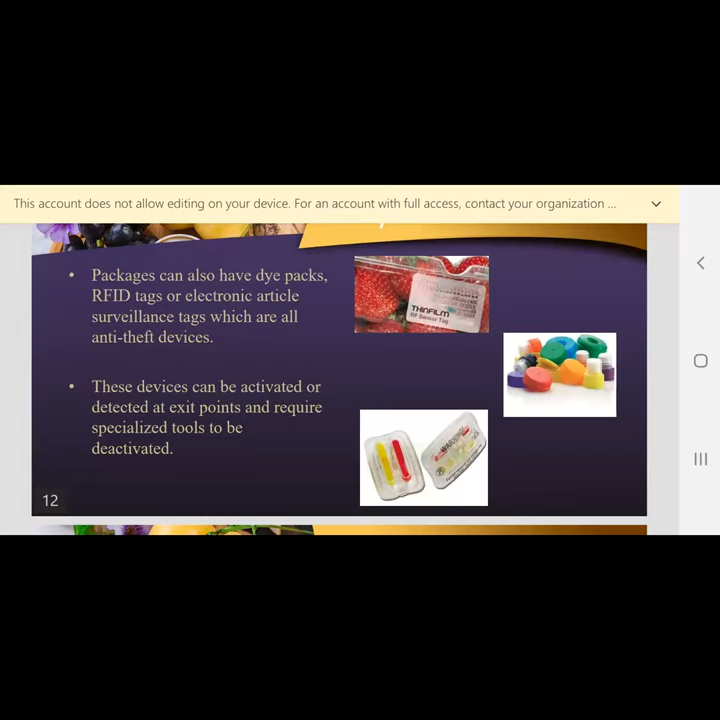 This account does not allow editing on your device. For an account with full access, contact your organization ...
• Packages can also have dye packs,
RFID tags or electronic article
surveillance tags which are all
anti-theft devices.
• These devices can be activated or
detected at exit points and require
specialized tools to be
deactivated.
THINFILM
RF Sensor Tag
WARNING
12